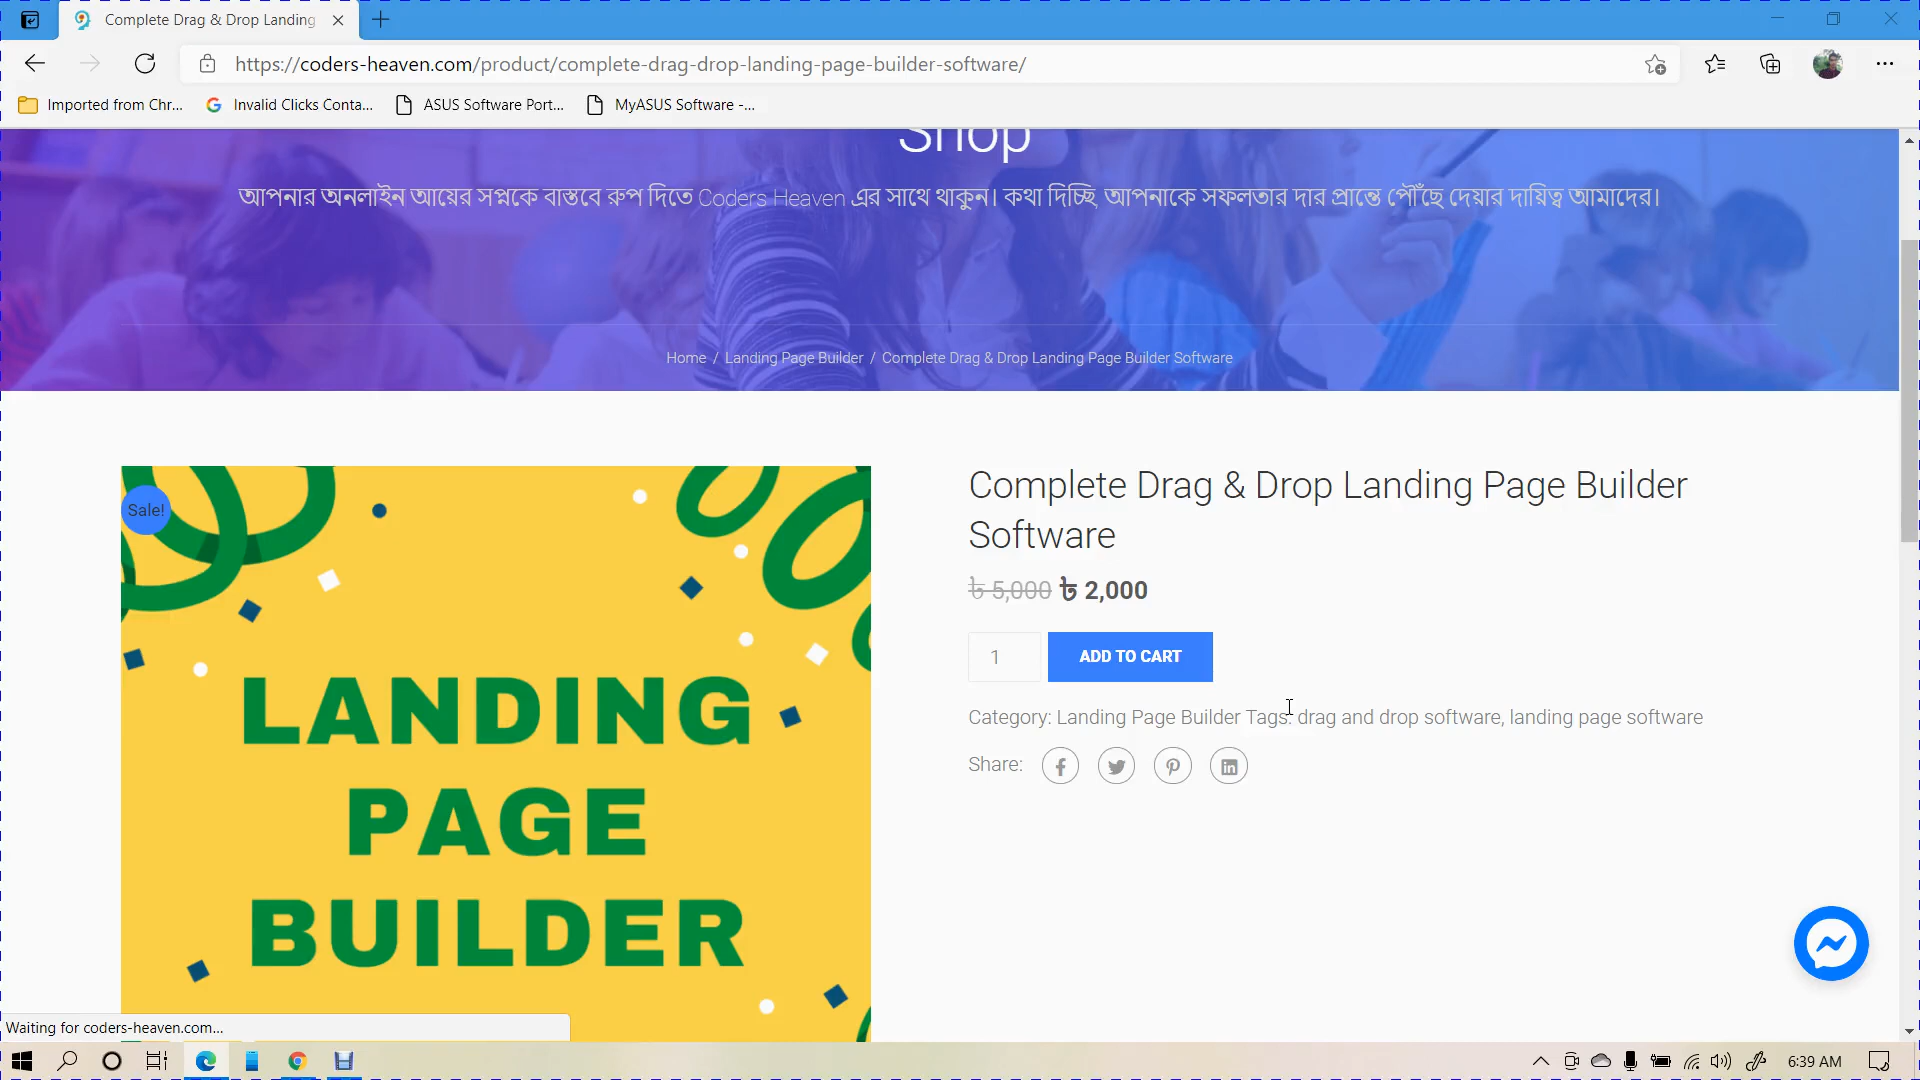 Complete Drag & Drop Landing
https://coders-heaven.com/product/complete-drag-drop-landing-page-builder-software/
Imported from Chr...
Invalid Clicks Conta...
ASUS Software Port...
MyASUS Software -...
Shop
আপনার অনলাইন আয়ের সপ্নকে বাস্তবে রুপ দিতে Coders Heaven এর সাথে থাকুন। কথা দিচ্ছি, আপনাকে সফলতার দার প্রান্তে পৌঁছে দেয়ার দায়িত্ব আমাদের।
Home / Landing Page Builder / Complete Drag & Drop Landing Page Builder Software
Sale!
LANDING
PAGE
BUILDER
Complete Drag & Drop Landing Page Builder
Software
৳ 5,000 ৳ 2,000
1
ADD TO CART
Category: Landing Page Builder Tags: drag and drop software, landing page software
Share:
Waiting for coders-heaven.com...
6:39 AM